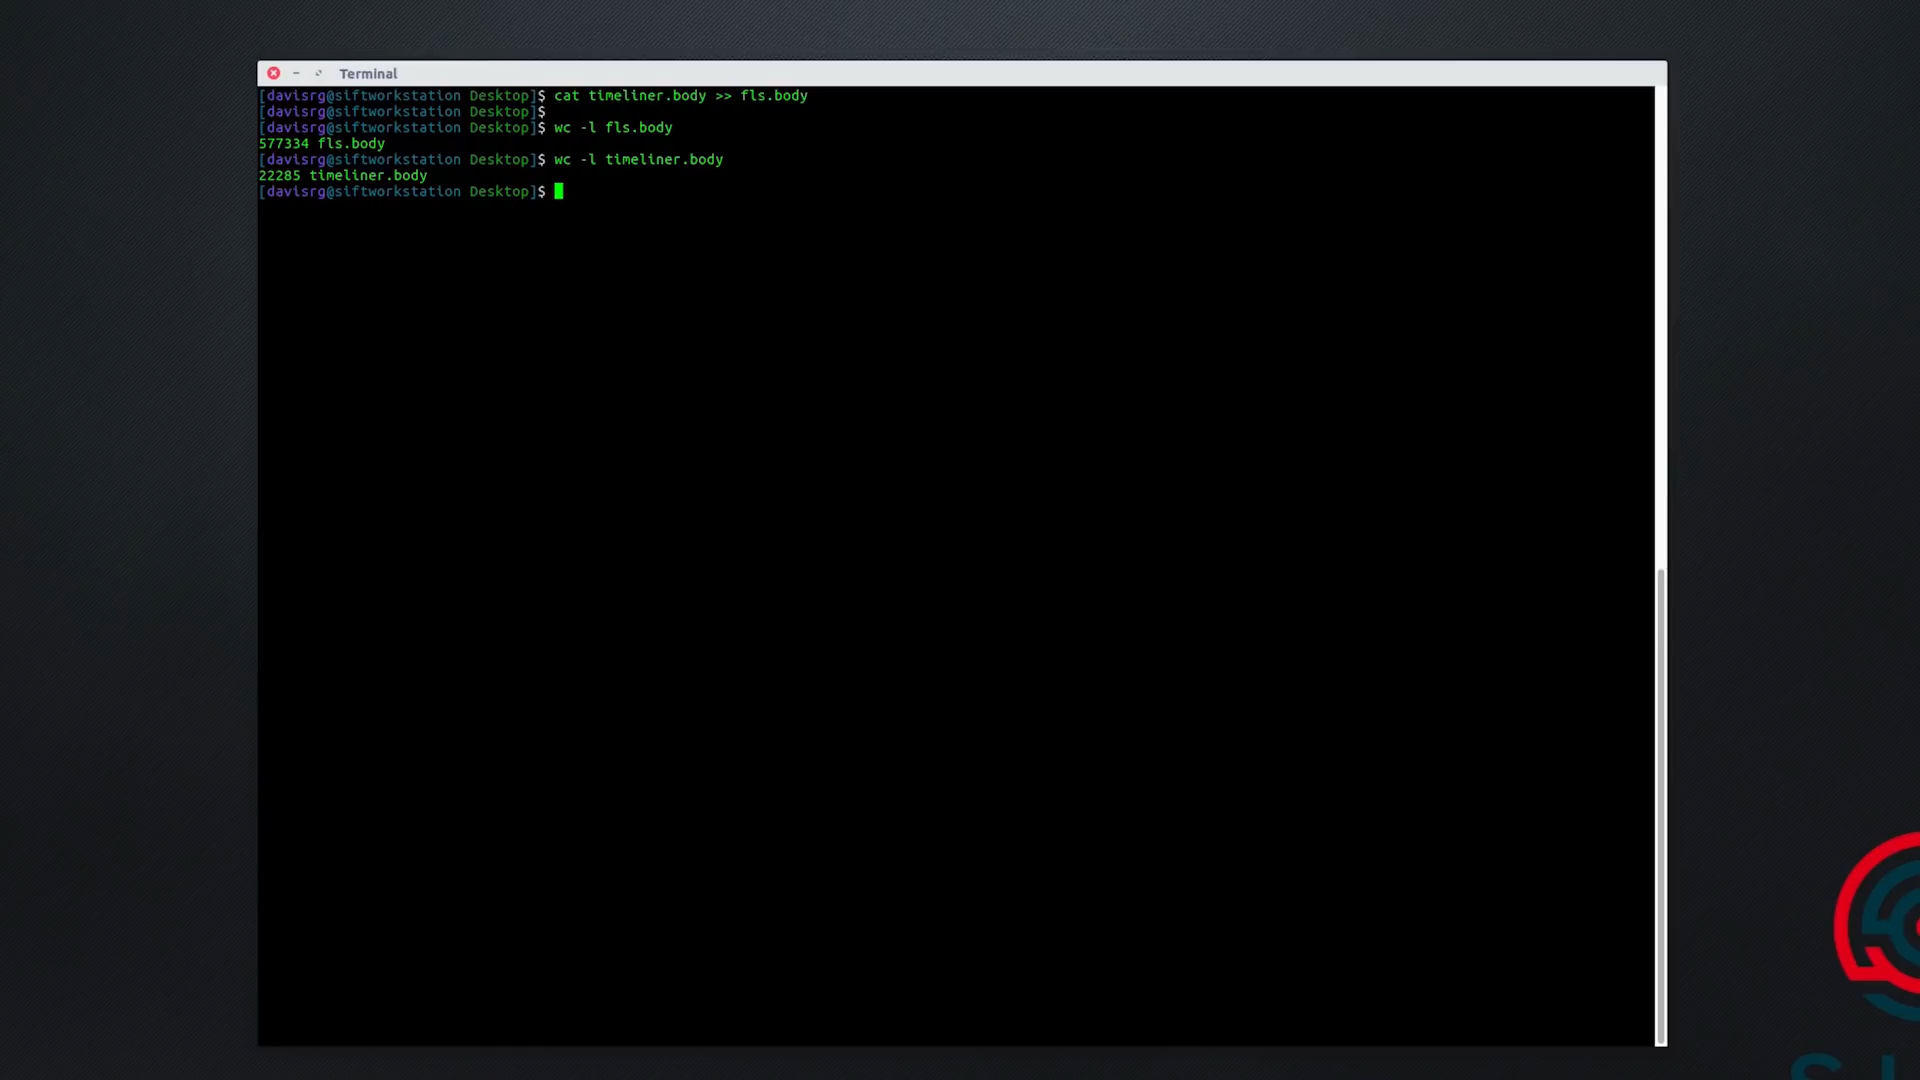 Terminal
[davisrg@siftworkstation Desktop]$ cat timeliner.body >> fls.body
[davisrg@siftworkstation Desktop]$
[davisrg@siftworkstation Desktop]$ wc -l fls.body
577334 fls.body
[davisrg@siftworkstation Desktop]$ wc -l timeliner.body
22285 timeliner.body
[davisrg@siftworkstation Desktop]$